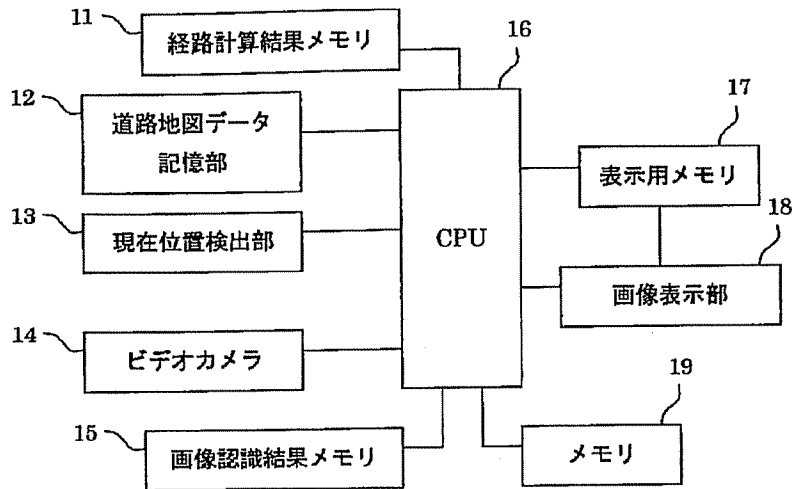 11
経路計算結果メモリ
12
道路地図データ
記憶部
13
現在位置検出部
14
ビデオカメラ
15
画像認識結果メモリ
16
CPU
17
表示用メモリ
18
画像表示部
19
メモリ